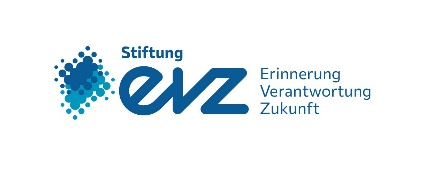 Stiftung
evz
Erinnerung
Verantwortung
Zukunft